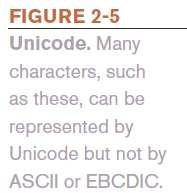 FIGURE 2-5
Unicode. Many
characters, such
as these, can be
represented by
Unicode but not by
ASCII or EBCDIC.